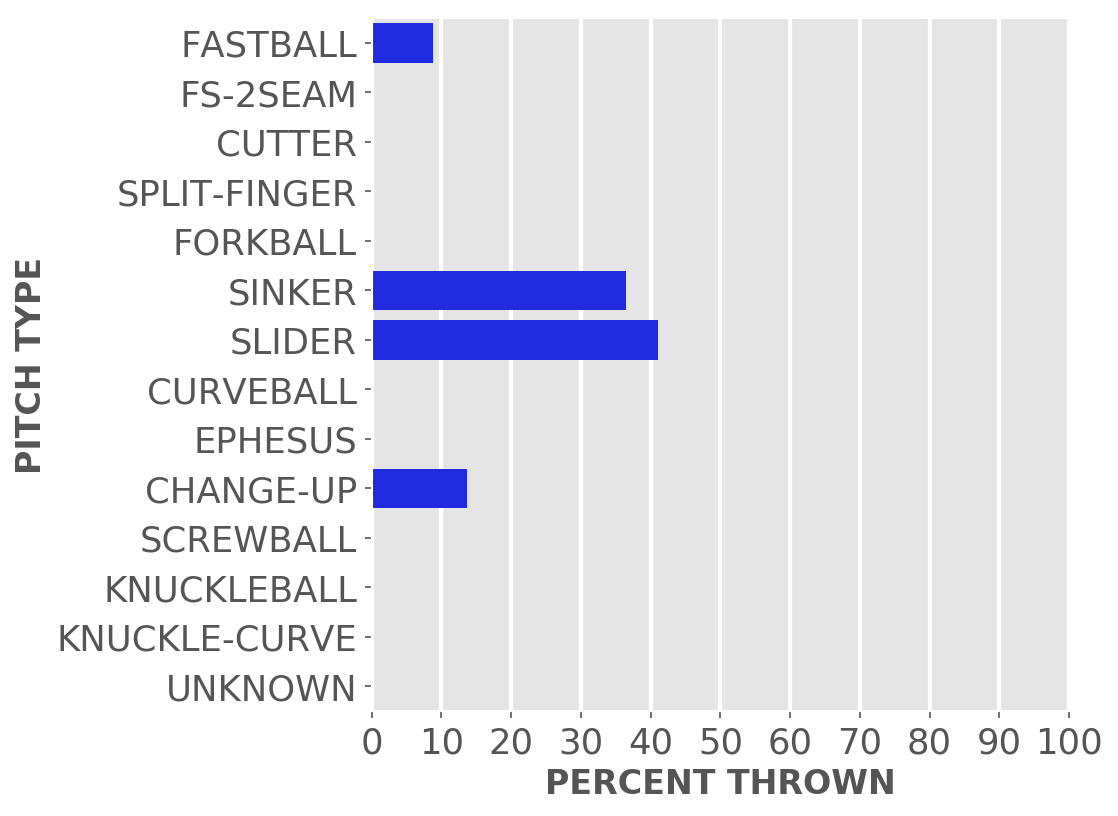 PITCH TYPE
FASTBALL
FS-2SEAM
CUTTER
SPLIT-FINGER
FORKBALL
SINKER
SLIDER
CURVEBALL
EPHESUS
CHANGE-UP
SCREWBALL
KNUCKLEBALL
KNUCKLE-CURVE
UNKNOWN
0 10 20 30 40 50 60 70 80 90 100
PERCENT THROWN